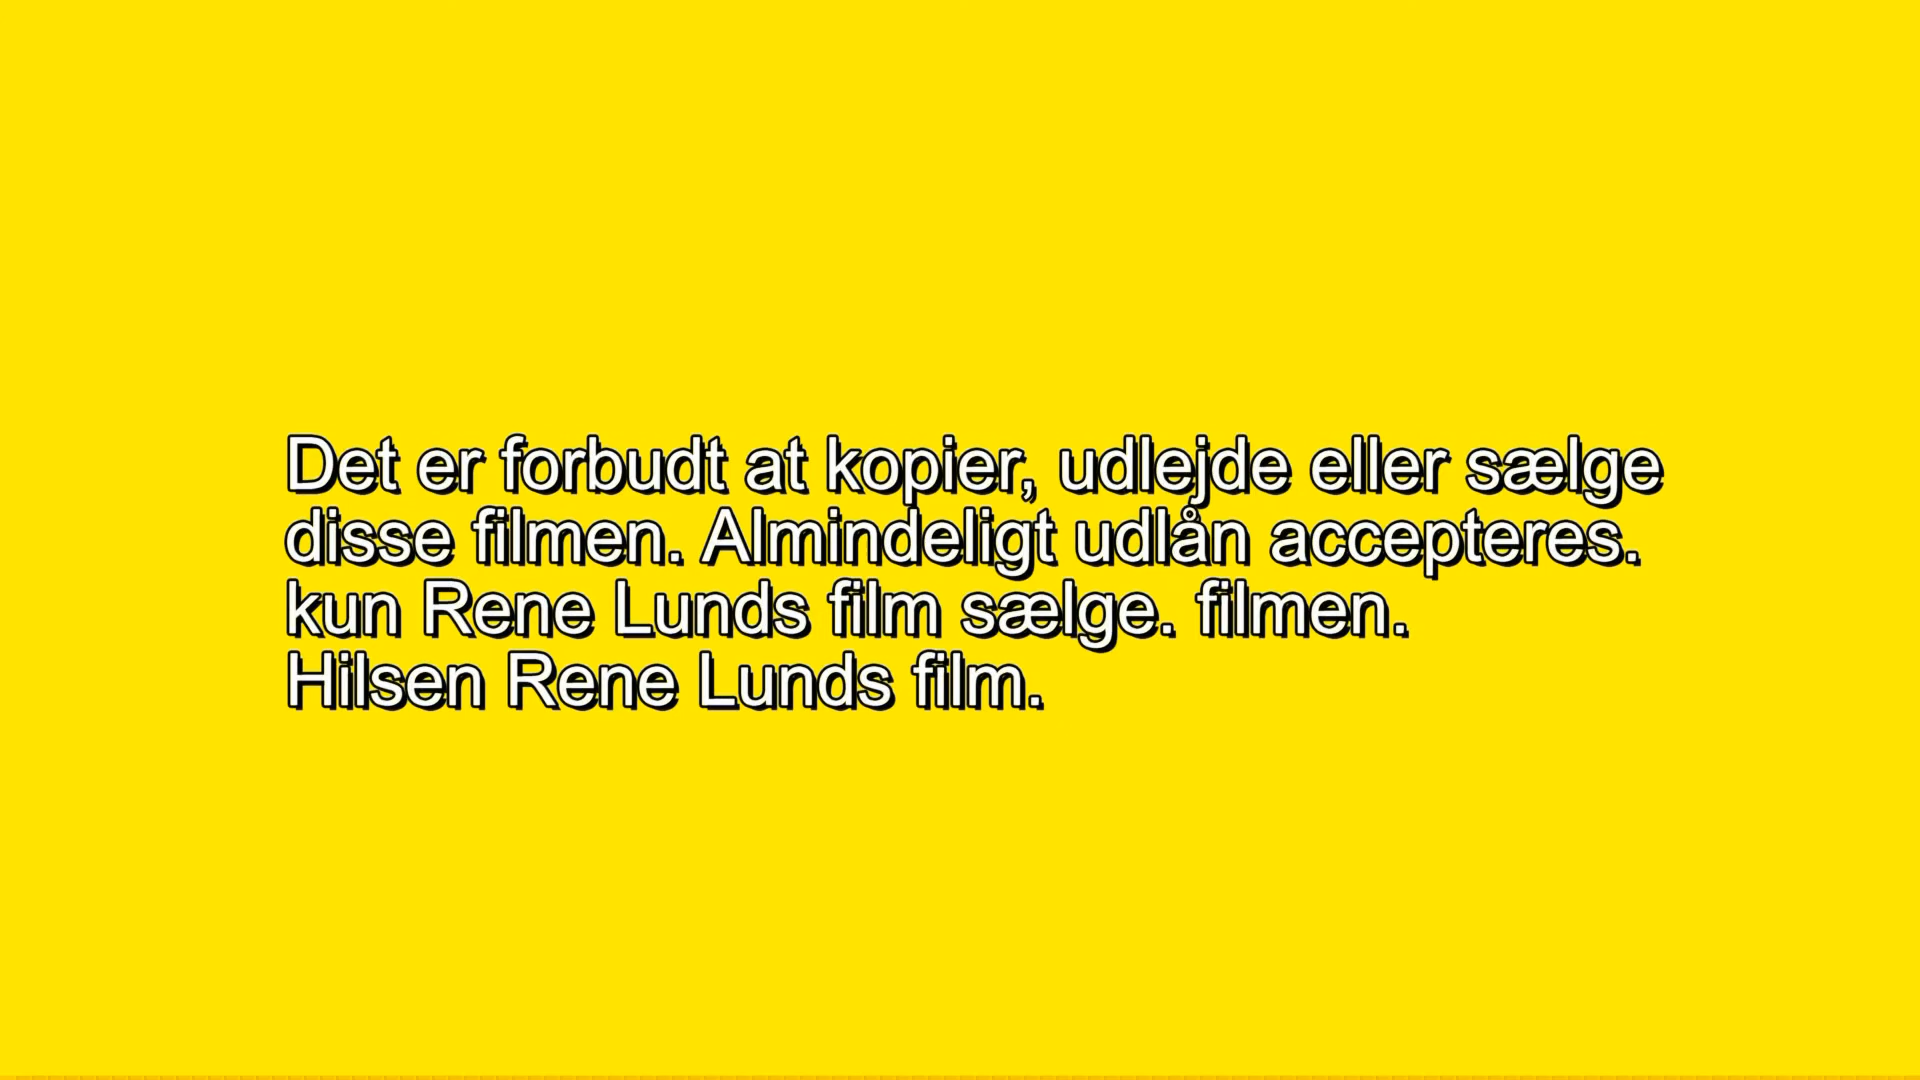 Det er forbudt at kopier, udlejde eller sælge
disse filmen. Almindeligt udlån accepteres.
kun Rene Lunds film sælge. filmen.
Hilsen Rene Lunds film.